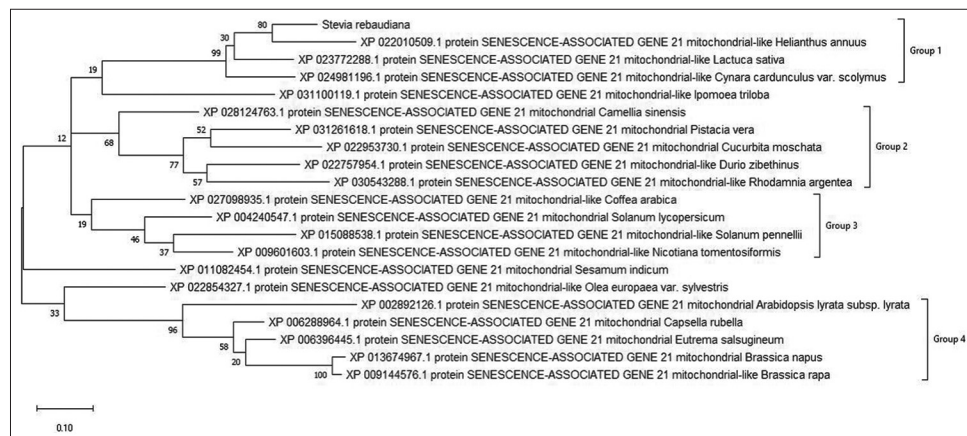 Stevia rebaudiana
80
XP 022010509.1 protein SENESCENCE-ASSOCIATED GENE 21 mitochondrial-like Helianthus annuus
30
XP 023772288.1 protein SENESCENCE-ASSOCIATED GENE 21 mitochondrial-like Lactuca sativa
Group 1
99
XP 024981196.1 protein SENESCENCE-ASSOCIATED GENE 21 mitochondrial-like Cynara cardunculus var. scolymus
19
XP 031100119.1 protein SENESCENCE-ASSOCIATED GENE 21 mitochondrial-like Ipomoea triloba
XP 028124763.1 protein SENESCENCE-ASSOCIATED GENE 21 mitochondrial Camellia sinensis
52
XP 031261618.1 protein SENESCENCE-ASSOCIATED GENE 21 mitochondrial Pistacia vera
12
68
XP 022953730.1 protein SENESCENCE-ASSOCIATED GENE 21 mitochondrial Cucurbita moschata
Group 2
77
XP 022757954.1 protein SENESCENCE-ASSOCIATED GENE 21 mitochondrial-like Durio zibethinus
57
XP 030543288.1 protein SENESCENCE-ASSOCIATED GENE 21 mitochondrial-like Rhodamnia argentea
XP 027098935.1 protein SENESCENCE-ASSOCIATED GENE 21 mitochondrial-like Coffea arabica
19
XP 004240547.1 protein SENESCENCE-ASSOCIATED GENE 21 mitochondrial Solanum lycopersicum
Group 3
46
XP 015088538.1 protein SENESCENCE-ASSOCIATED GENE 21 mitochondrial-like Solanum pennellii
37
XP 009601603.1 protein SENESCENCE-ASSOCIATED GENE 21 mitochondrial-like Nicotiana tomentosiformis
XP 011082454.1 protein SENESCENCE-ASSOCIATED GENE 21 mitochondrial Sesamum indicum
XP 022854327.1 protein SENESCENCE-ASSOCIATED GENE 21 mitochondrial-like Olea europaea var. sylvestris
33
XP 002892126.1 protein SENESCENCE-ASSOCIATED GENE 21 mitochondrial Arabidopsis lyrata subsp. lyrata
96
XP 006288964.1 protein SENESCENCE-ASSOCIATED GENE 21 mitochondrial Capsella rubella
58
XP 006396445.1 protein SENESCENCE-ASSOCIATED GENE 21 mitochondrial Eutrema salsugineum
Group 4
20
XP 013674967.1 protein SENESCENCE-ASSOCIATED GENE 21 mitochondrial Brassica napus
100
XP 009144576.1 protein SENESCENCE-ASSOCIATED GENE 21 mitochondrial-like Brassica rapa
0.10